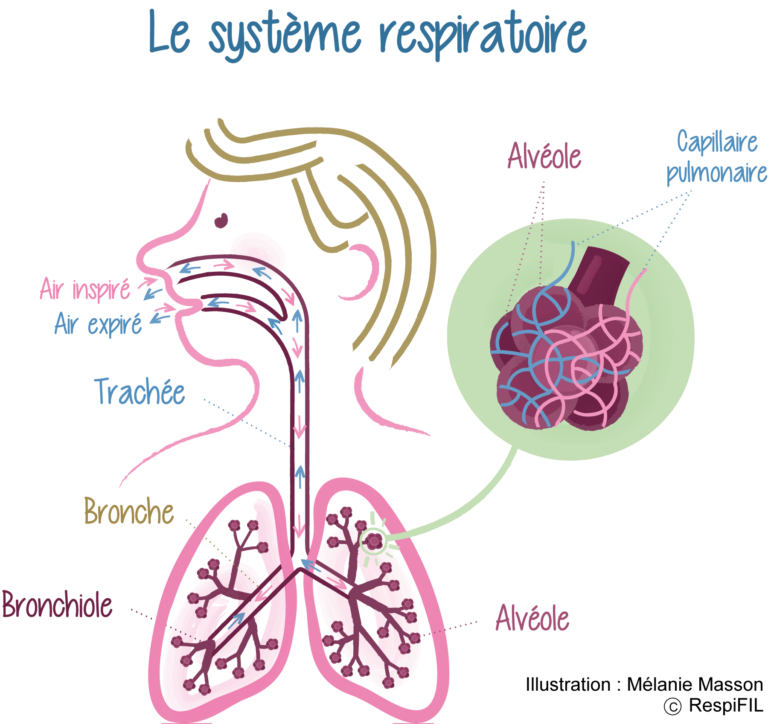 Le système respiratoire
Capillaire
pulmonaire
Alvéole
Air inspiré
Air expiré
Trachée
Bronche
Bronchiole
Alvéole
Illustration : Mélanie Masson
© RespiFIL